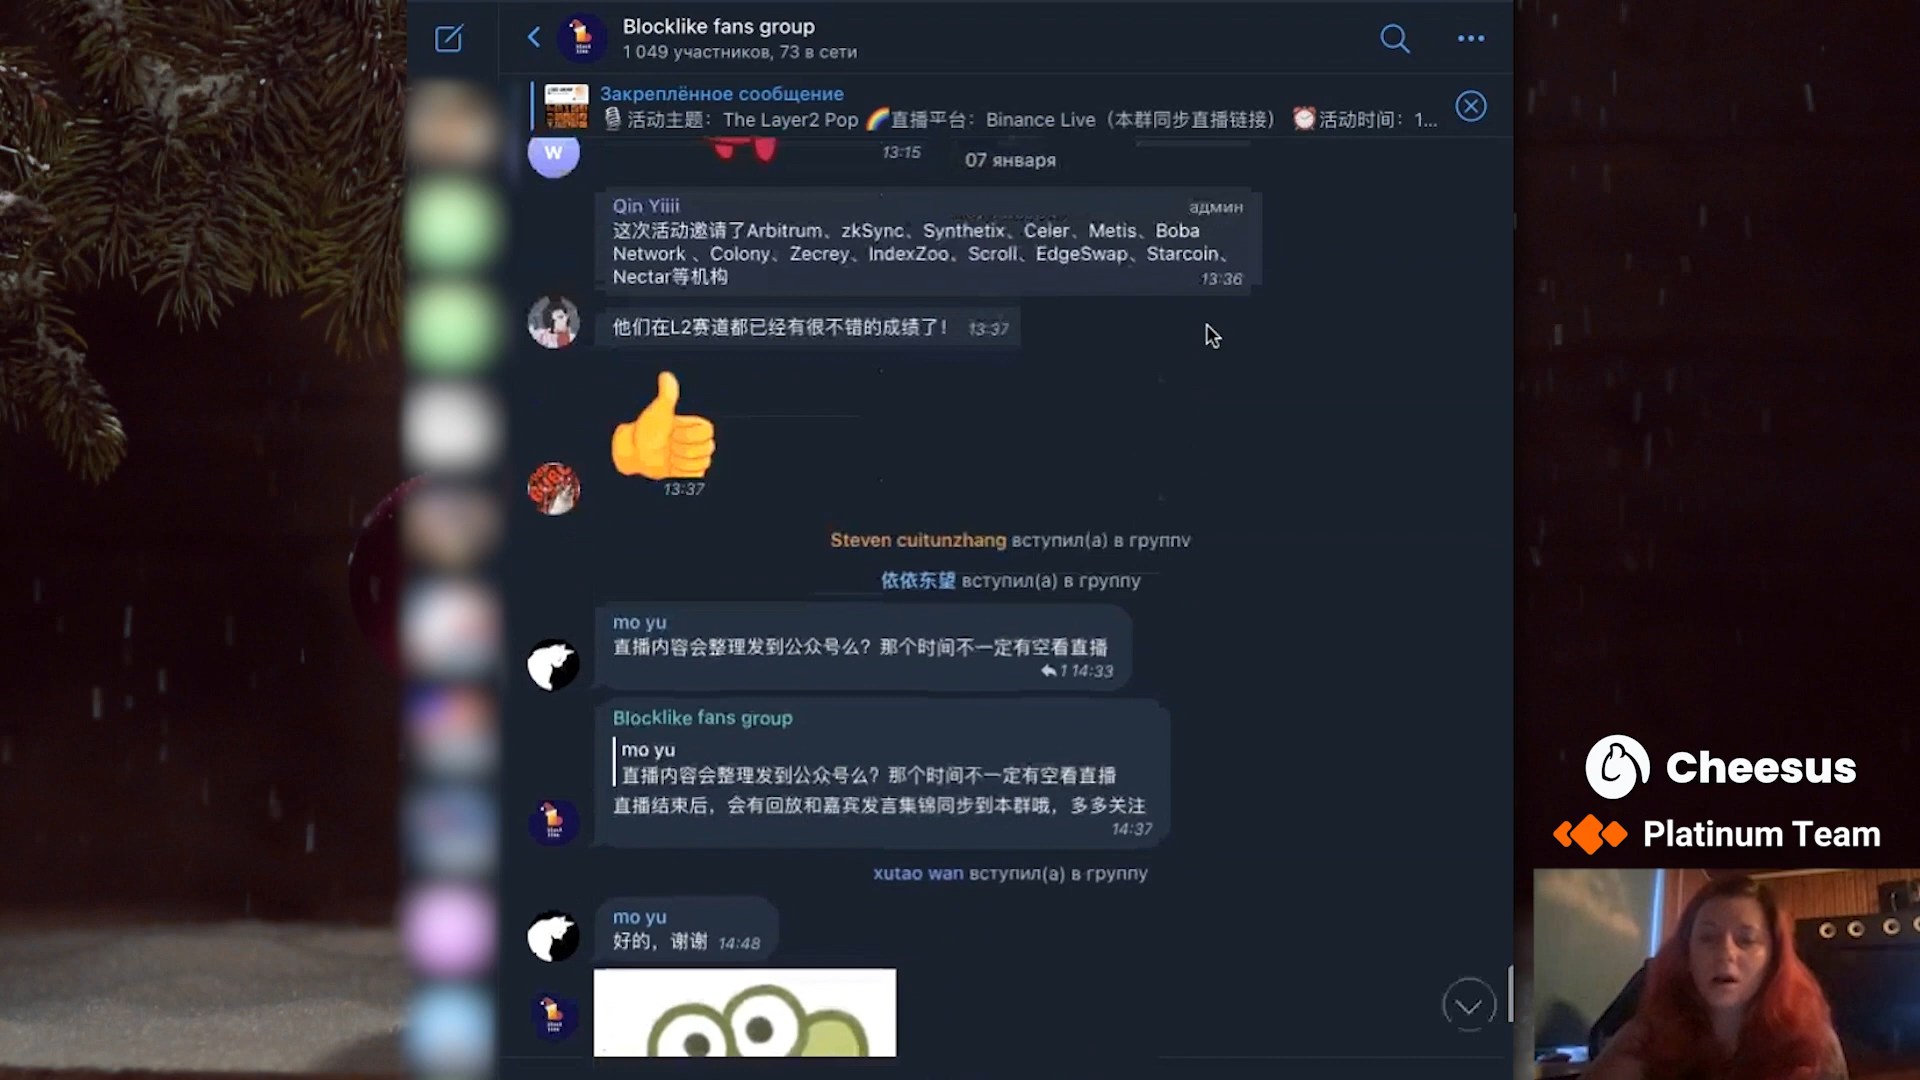 Blocklike fans group
1 049 участников, 73 в сети
Закреплённое сообщение
活动主题：The Layer2 Pop 🌈直播平台：Binance Live（本群同步直播链接） ⏰活动时间：1...
W
13:15
07 января
Qin Yiiii
админ
这次活动邀请了Arbitrum、zkSync、Synthetix、Celer、Metis、Boba
Network 、Colony、Zecrey、IndexZoo、Scroll、EdgeSwap、Starcoin、
Nectar等机构
13:36
他们在L2赛道都已经有很不错的成绩了！ 13:37
13:37
Steven cuitunzhang вступил(а) в группу
依依东望 вступил(а) в группу
mo yu
直播内容会整理发到公众号么？那个时间不一定有空看直播
1 14:33
Blocklike fans group
mo yu
直播内容会整理发到公众号么？那个时间不一定有空看直播
直播结束后，会有回放和嘉宾发言集锦同步到本群哦，多多关注
14:37
xutao wan вступил(а) в группу
mo yu
好的，谢谢 14:48
Cheesus
Platinum Team